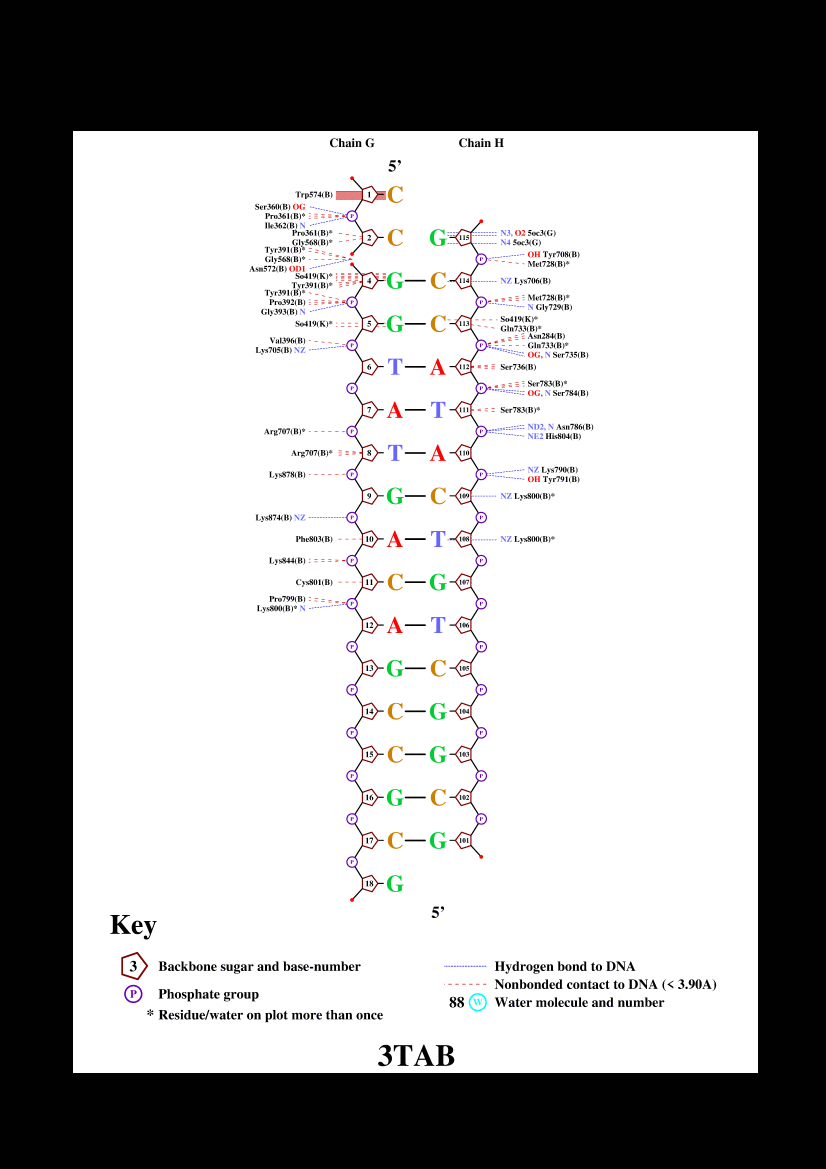 Chain G Chain H
5’
Trp574(B) 1 C
Ser360(B) OG
Pro361(B)* P
Ile362(B) N
Pro361(B)*
Gly568(B)* 2 C G 115 N3, O2 5oc3(G)
N4 5oc3(G)
Tyr391(B)*
Gly568(B)* P OH Tyr708(B)
Met728(B)*
Asn572(B) OD1
So419(K)*
Tyr391(B)* 4 G C 114 NZ Lys706(B)
Tyr391(B)*
Pro392(B) P P Met728(B)*
Gly393(B) N N Gly729(B)
So419(K)* 5 G C 113 So419(K)*
Gln733(B)*
Val396(B) Asn284(B)
Lys705(B) NZ P P Gln733(B)*
OG, N Ser735(B)
6 T A 112 Ser736(B)
P P Ser783(B)*
OG, N Ser784(B)
7 A T 111 Ser783(B)*
Arg707(B)* P P ND2, N Asn786(B)
NE2 His804(B)
Arg707(B)* 8 T A 110
Lys878(B) P P NZ Lys790(B)
OH Tyr791(B)
9 G C 109 NZ Lys800(B)*
Lys874(B) NZ P P
Phe803(B) 10 A T 108 NZ Lys800(B)*
Lys844(B) P P
Cys801(B) 11 C G 107
Pro799(B) P P
Lys800(B)* N
12 A T 106
P P
13 G C 105
P P
14 C G 104
P P
15 C G 103
P P
16 G C 102
P P
17 C G 101
P
18 G
5’
Key
3 Backbone sugar and base-number
P Phosphate group
* Residue/water on plot more than once
Hydrogen bond to DNA
Nonbonded contact to DNA (< 3.90A)
88 W Water molecule and number
3TAB